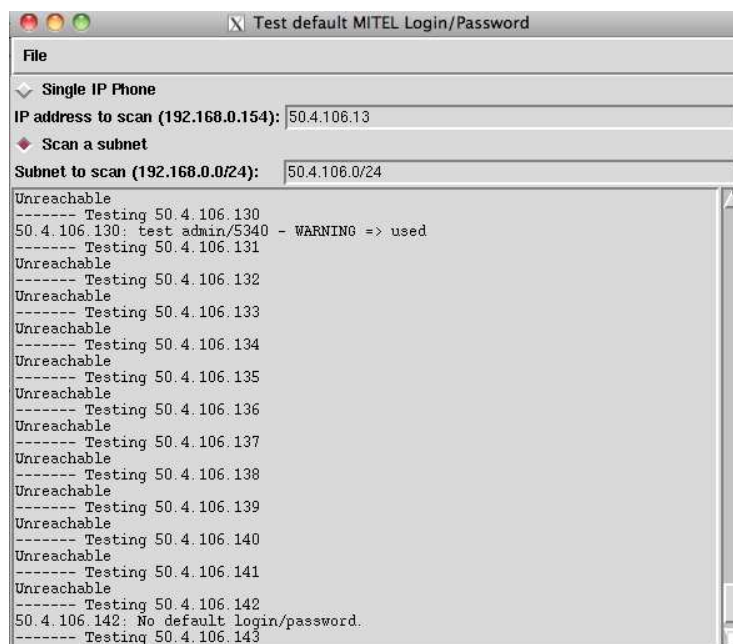 Test default MITEL Login/Password
File
Single IP Phone
IP address to scan (192.168.0.154): 50.4.106.13
Scan a subnet
Subnet to scan (192.168.0.0/24): 50.4.106.0/24
Unreachable
------- Testing 50.4.106.130
50.4.106.130: test admin/5340 - WARNING => used
------- Testing 50.4.106.131
Unreachable
------- Testing 50.4.106.132
Unreachable
------- Testing 50.4.106.133
Unreachable
------- Testing 50.4.106.134
Unreachable
------- Testing 50.4.106.135
Unreachable
------- Testing 50.4.106.136
Unreachable
------- Testing 50.4.106.137
Unreachable
------- Testing 50.4.106.138
Unreachable
------- Testing 50.4.106.139
Unreachable
------- Testing 50.4.106.140
Unreachable
------- Testing 50.4.106.141
Unreachable
------- Testing 50.4.106.142
50.4.106.142: No default login/password.
------- Testing 50.4.106.143